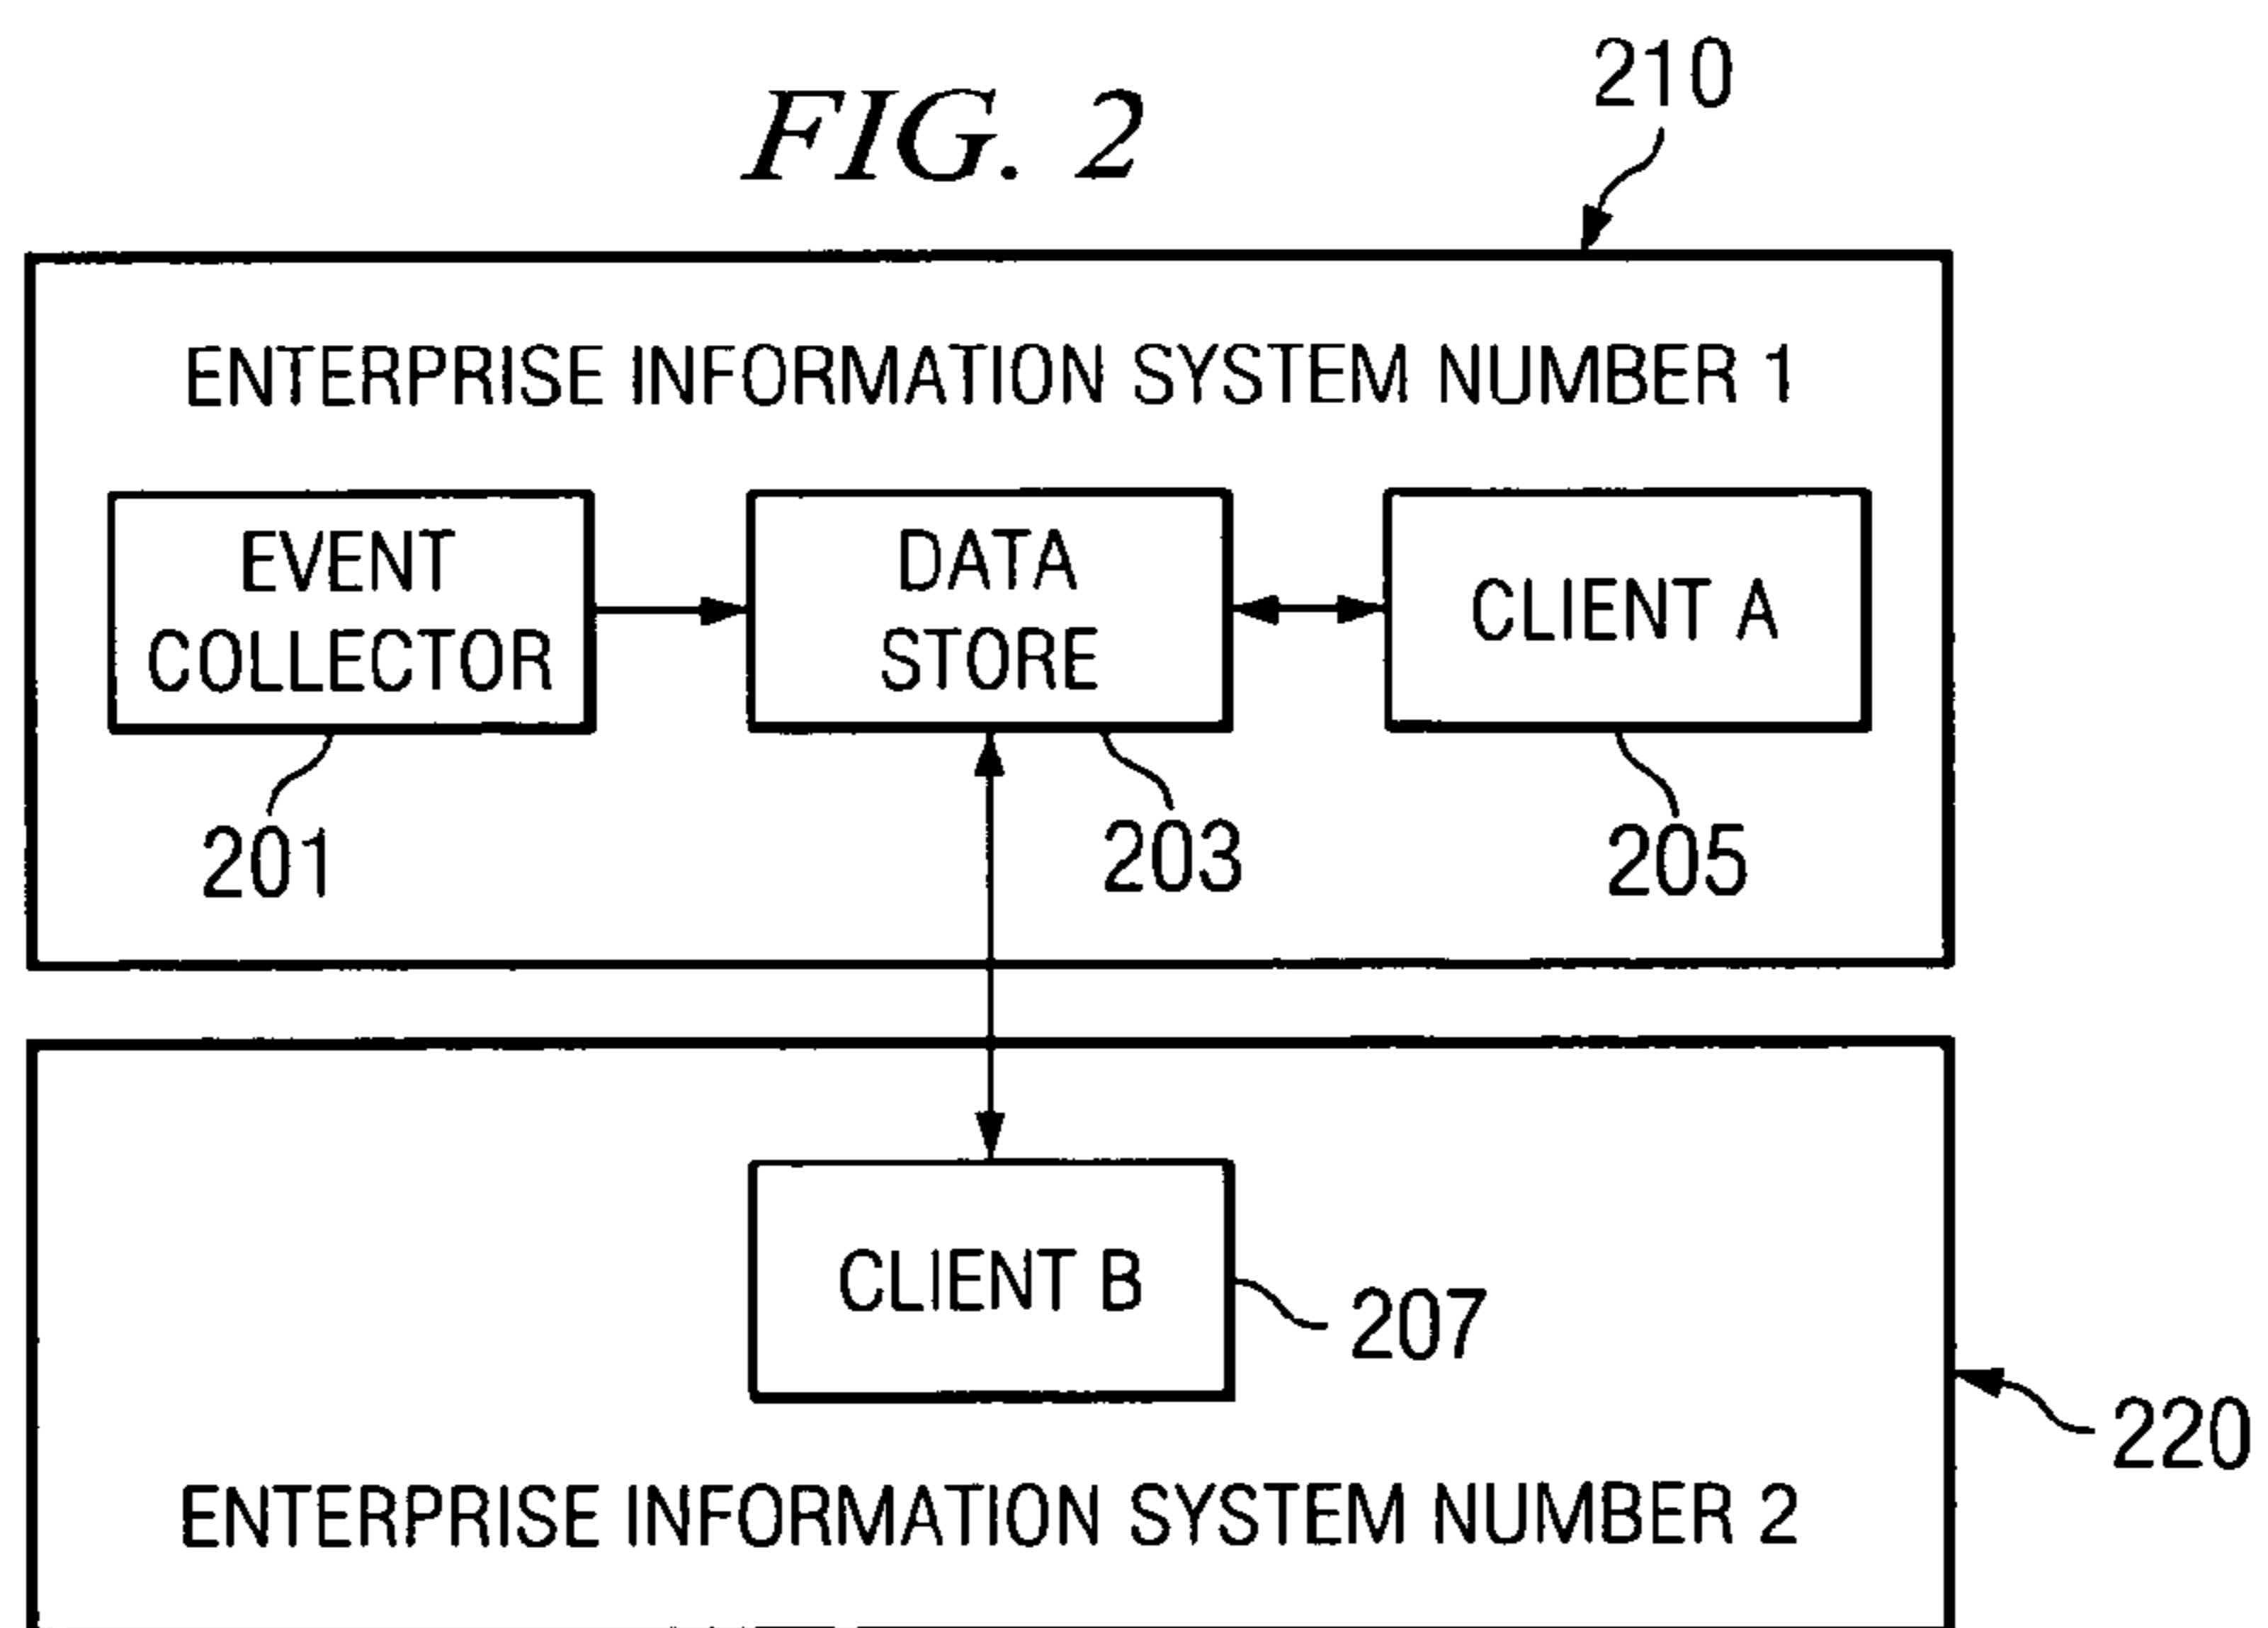 FIG. 2
210
ENTERPRISE INFORMATION SYSTEM NUMBER 1
EVENT
COLLECTOR
DATA
STORE
CLIENT A
201
203
205
CLIENT B
207
220
ENTERPRISE INFORMATION SYSTEM NUMBER 2